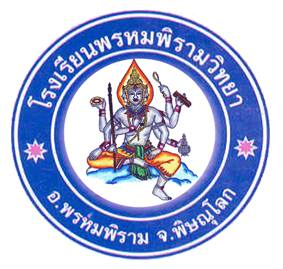 โรงเรียนพรหมพิรามวิทยา
อ.พรหมพิราม จ.พิษณุโลก